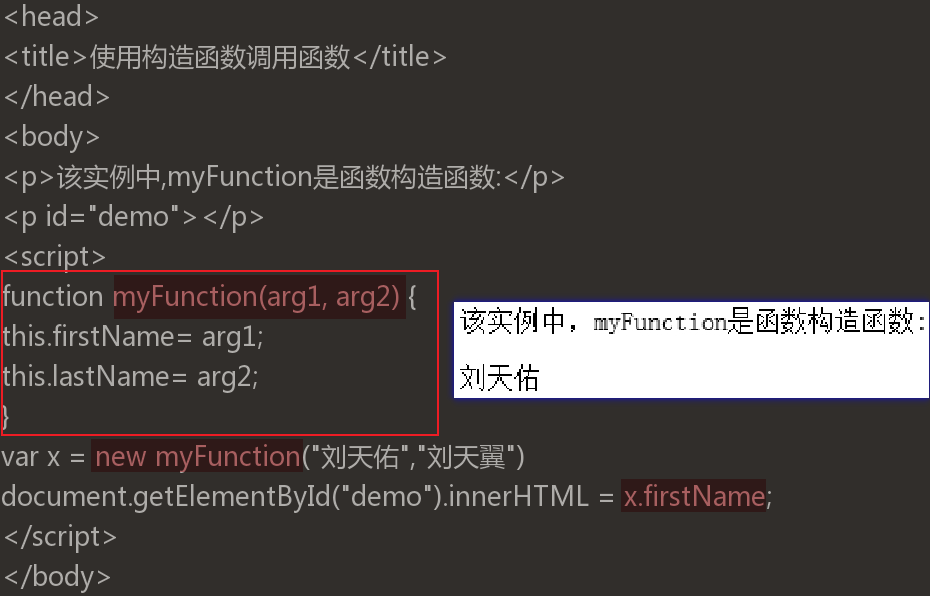 <head>
<title>使用构造函数调用函数</title>
</head>
<body>
<p>该实例中,myFunction是函数构造函数:</p>
<p id="demo"></p>
<script>
function myFunction(arg1, arg2) {
this.firstName= arg1;
this.lastName= arg2;
}
该实例中，myFunction是函数构造函数:
刘天佑
var x = new myFunction("刘天佑","刘天翼")
document.getElementById("demo").innerHTML = x.firstName;
</script>
</body>